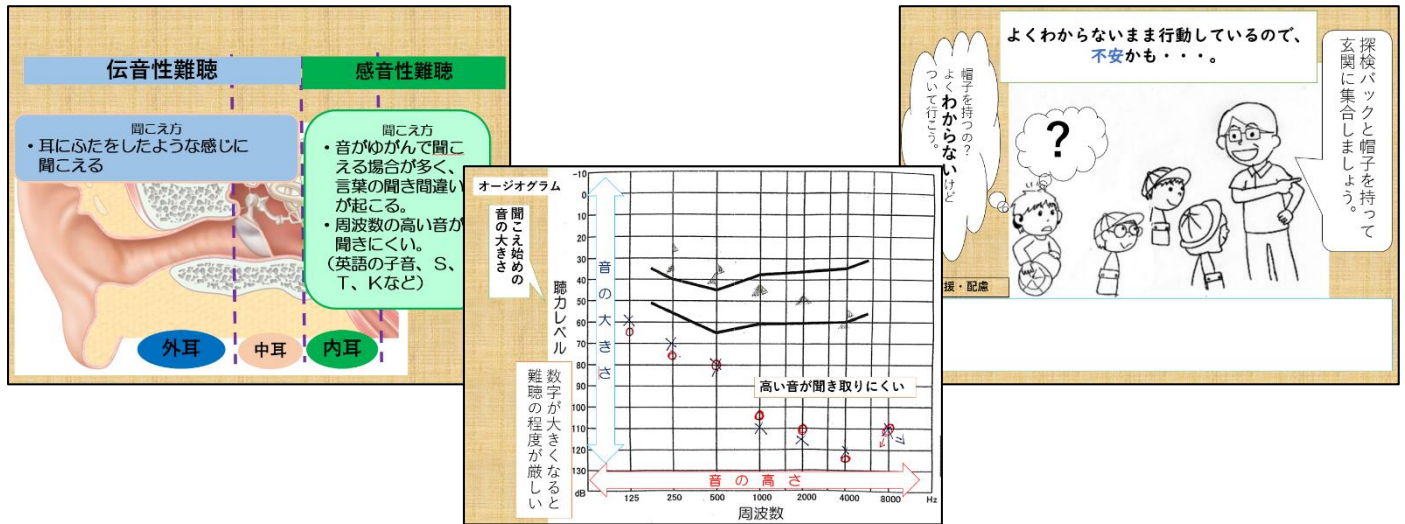 伝音性難聴
感音性難聴
聞こえ方
・耳にふたをしたような感じに
聞こえる
聞こえ方
・音がゆがんで聞こ
える場合が多く、
言葉の聞き間違い
が起こる。
・周波数の高い音が
聞きにくい。
（英語の子音、S、
T、Kなど）
外耳
中耳
内耳
オージオグラム
聞こえ始めの
音の大きさ
聴力レベル
音の大きさ
数字が大きくなると
難聴の程度が厳しい
-10
0
10
20
30
40
50
60
70
80
90
100
110
120
130
dB
高い音が聞き取りにくい
音の高さ
125 250 500 1000 2000 4000 8000 Hz
周波数
よくわからないまま行動しているので、
不安かも・・・。
探検バックと帽子を持って
玄関に集合しましょう。
帽子を持つの？
よくわからないけど
ついて行こう。
？
援・配慮